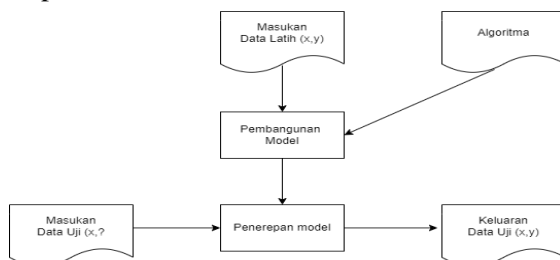 Masukan
Data Latih (x,y)
Algoritma
Pembangunan
Model
Masukan
Data Uji (x,?
Penerepan model
Keluaran
Data Uji (x,y)